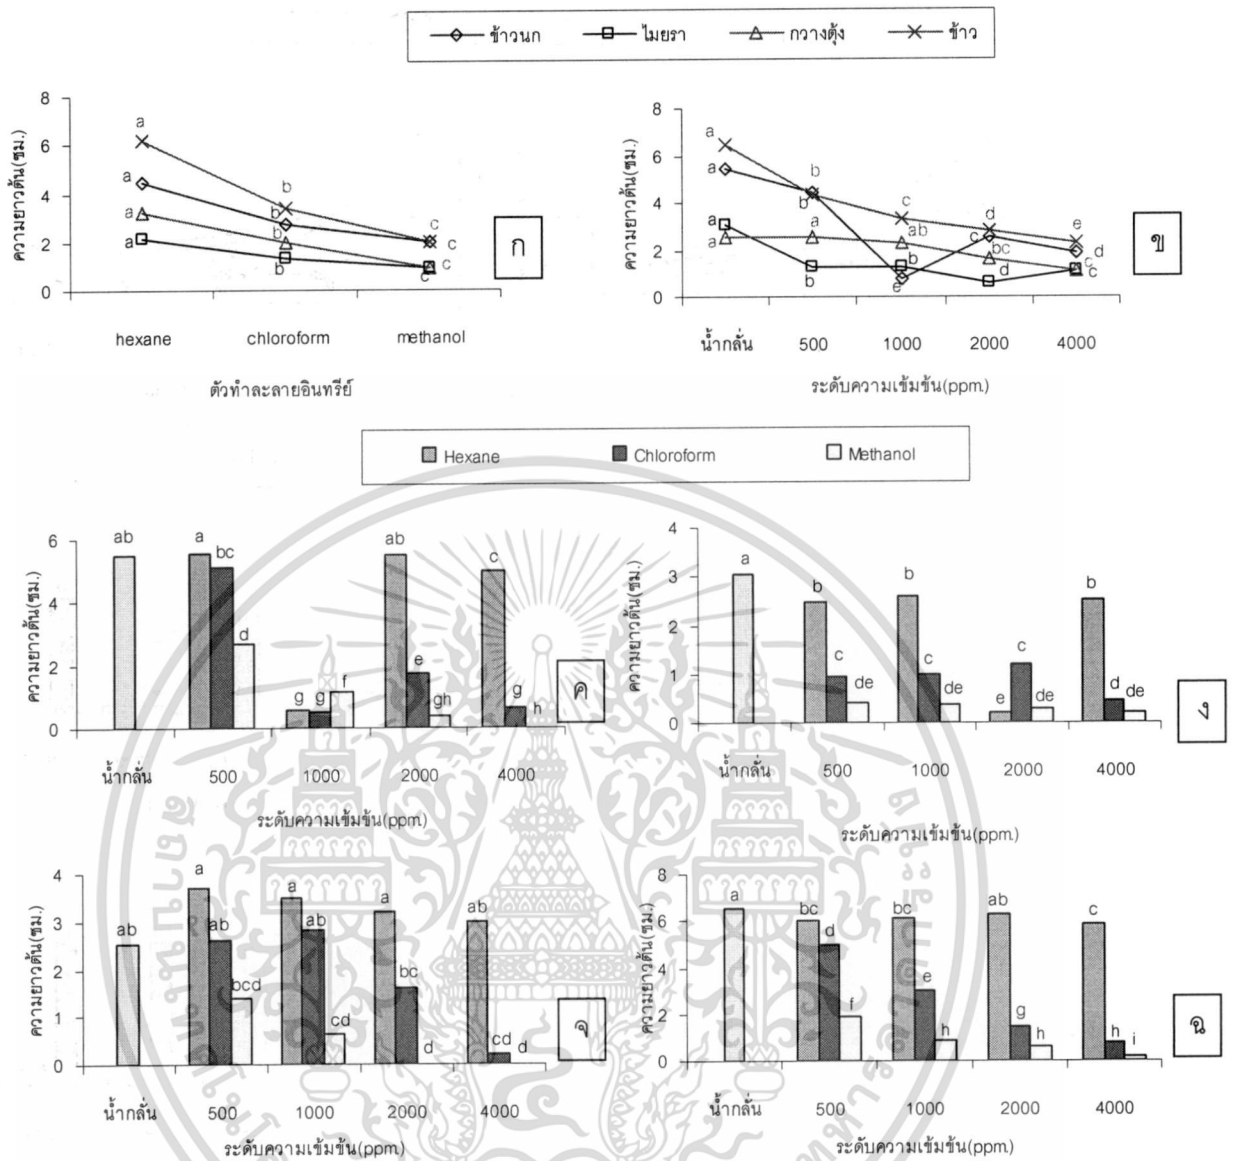 ข้าวนก ไมยรา กวางตุ้ง ข้าว
ความยาวต้น(ซม.)
8
6
4
2
0
a
a
a
a
b
b
b
b
c
c
c
c
hexane chloroform methanol
ตัวทำละลายอินทรีย์
ก
ความยาวต้น(ซม.)
8
6
4
2
0
a
a
a
a
b
b
a
b
c
ab
b
e
d
c
bc
d
e
d
c
c
น้ำกลั่น 500 1000 2000 4000
ระดับความเข้มข้น(ppm.)
ข
Hexane Chloroform Methanol
ความยาวต้น(ซม.)
6
4
2
0
ab a bc d g g f ab e gh c g h
น้ำกลั่น 500 1000 2000 4000
ระดับความเข้มข้น(ppm.)
ค
ความยาวต้น(ซม.)
4
3
2
1
0
a b c de b c de e c de b d de
น้ำกลั่น 500 1000 2000 4000
ระดับความเข้มข้น(ppm.)
ง
ความยาวต้น(ซม.)
4
3
2
1
0
ab a ab bcd a ab cd a bc d ab cd d
น้ำกลั่น 500 1000 2000 4000
ระดับความเข้มข้น(ppm.)
จ
ความยาวต้น(ซม.)
8
6
4
2
0
a bc d f bc e h ab g h c h i
น้ำกลั่น 500 1000 2000 4000
ระดับความเข้มข้น(ppm.)
ฉ